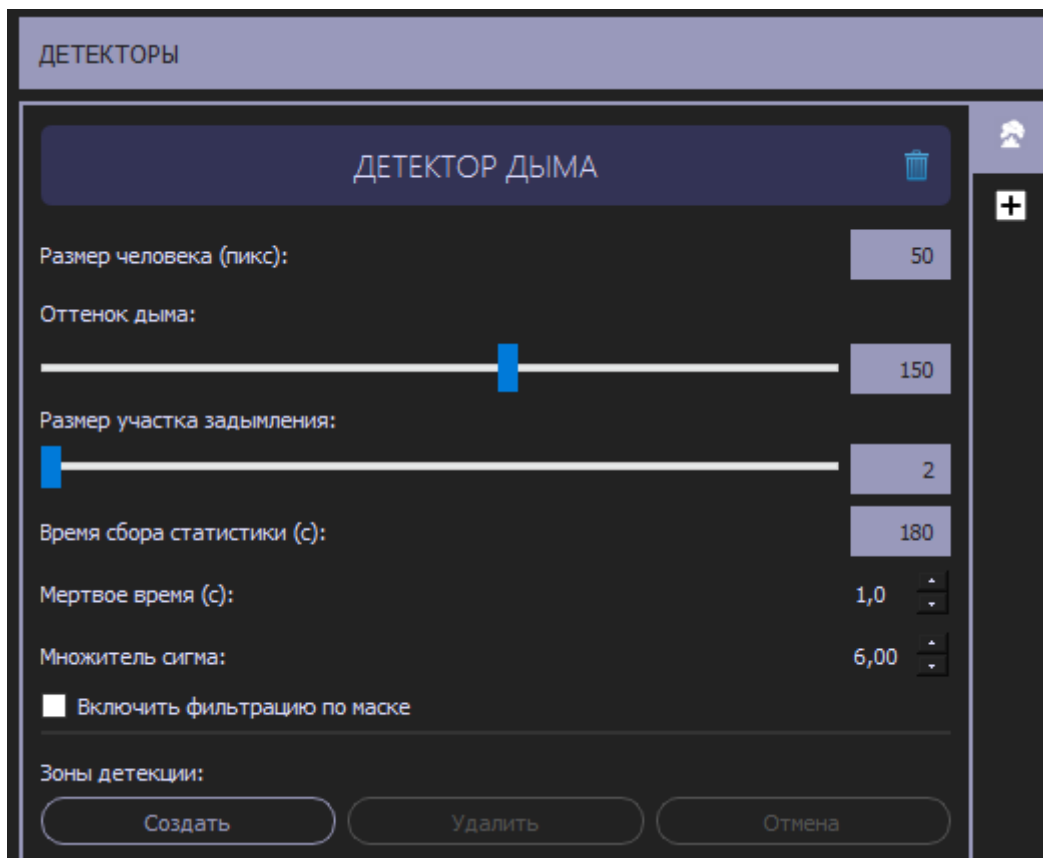 ДЕТЕКТОРЫ
ДЕТЕКТОР ДЫМА
Размер человека (пикс): 50
Оттенок дыма:
150
Размер участка задымления:
2
Время сбора статистики (с): 180
Мертвое время (с): 1,0
Множитель сигма: 6,00
Включить фильтрацию по маске
Зоны детекции:
Создать Удалить Отмена